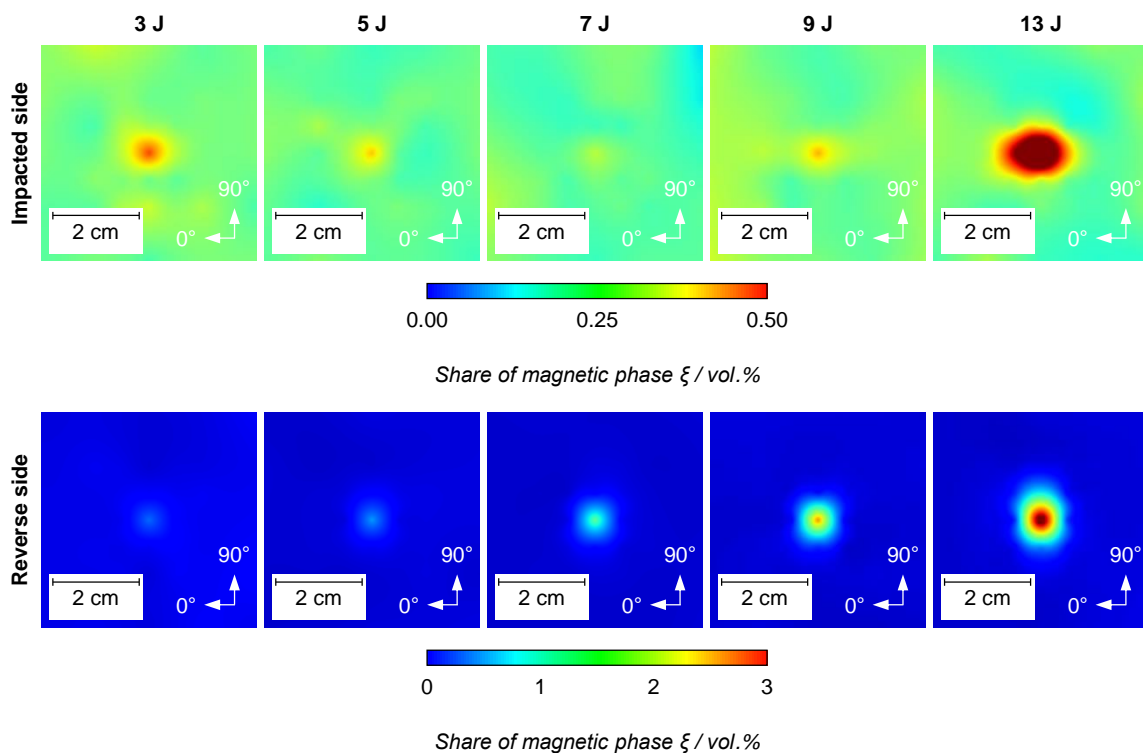 3 J 5 J 7 J 9 J 13 J
Impacted side
90° 90° 90° 90° 90°
2 cm 0° 2 cm 0° 2 cm 0° 2 cm 0° 2 cm 0°
0.00 0.25 0.50
Share of magnetic phase ξ / vol.%
Reverse side
90° 90° 90° 90° 90°
2 cm 0° 2 cm 0° 2 cm 0° 2 cm 0° 2 cm 0°
0 1 2 3
Share of magnetic phase ξ / vol.%